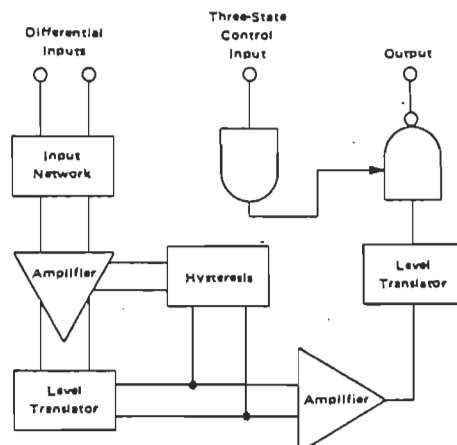 Three-State
Control
Input
Differential
Inputs
Output
Input
Network
Amplifier
Hysteresis
Level
Translator
Level
Translator
Amplifier